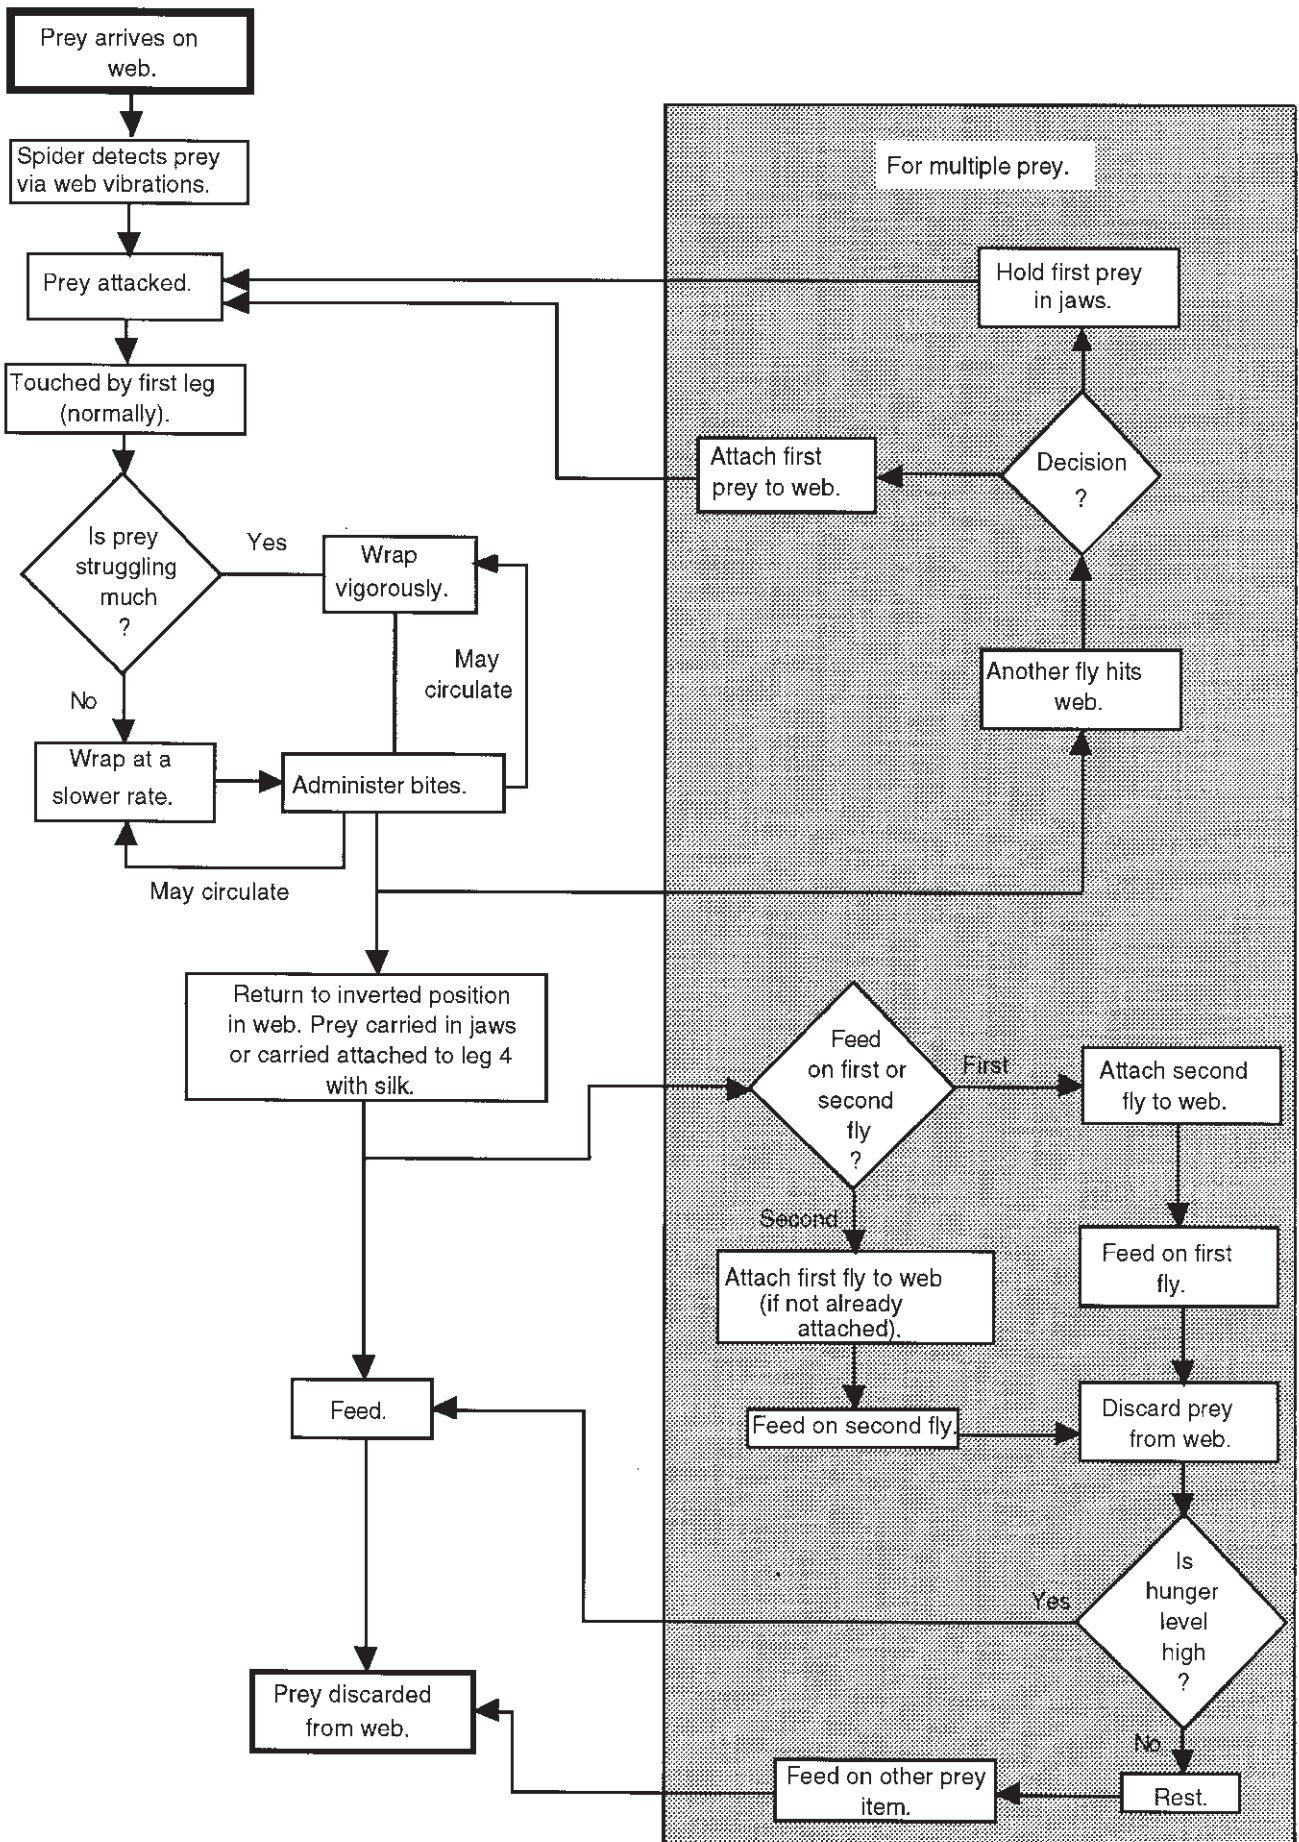 Prey arrives on
web.
Spider detects prey
via web vibrations.
For multiple prey.
Prey attacked.
Hold first prey
in jaws.
Touched by first leg
(normally).
Attach first
prey to web.
Decision
?
Is prey
struggling
much
?
Yes
Wrap
vigorously.
May
circulate
Another fly hits
web.
No
Wrap at a
slower rate.
Administer bites.
May circulate
Return to inverted position
in web. Prey carried in jaws
or carried attached to leg 4
with silk.
Feed
on first or
second
fly
?
First
Attach second
fly to web.
Second
Attach first fly to web
(if not already
attached).
Feed on first
fly.
Feed.
Feed on second fly.
Discard prey
from web.
Is
hunger
level
high
?
Yes
Prey discarded
from web.
No
Feed on other prey
item.
Rest.